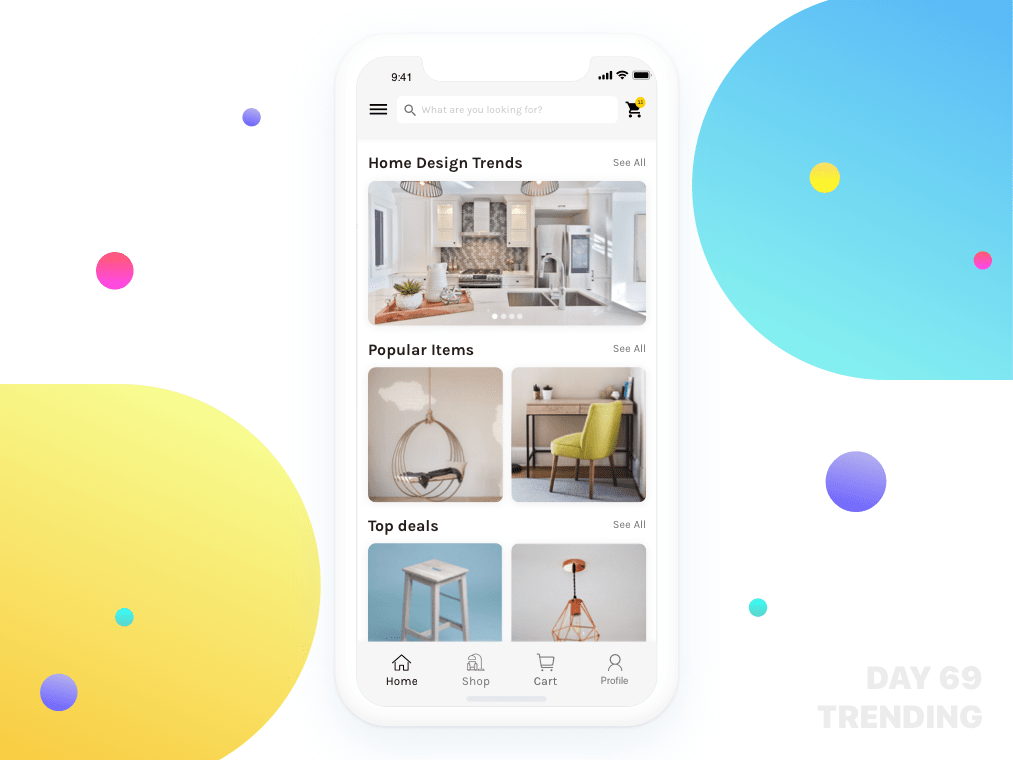 9:41
What are you looking for?
Home Design Trends
See All
Popular Items
See All
Top deals
See All
Home
Shop
Cart
Profile
DAY 69
TRENDING